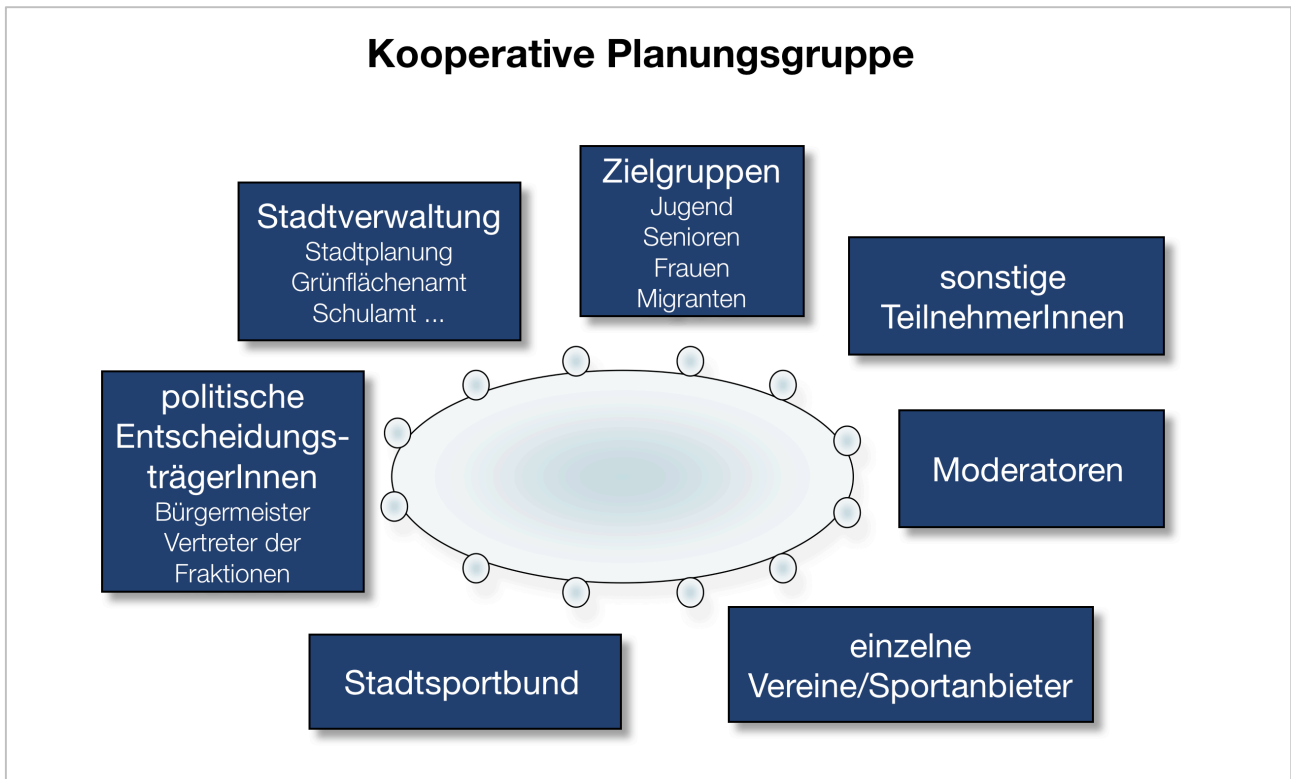 Kooperative Planungsgruppe
Zielgruppen
Jugend
Senioren
Frauen
Migranten
Stadtverwaltung
Stadtplanung
Grünflächenamt
Schulamt ...
sonstige
TeilnehmerInnen
politische
Entscheidungs-
trägerInnen
Bürgermeister
Vertreter der
Fraktionen
Moderatoren
Stadtsportbund
einzelne
Vereine/Sportanbieter